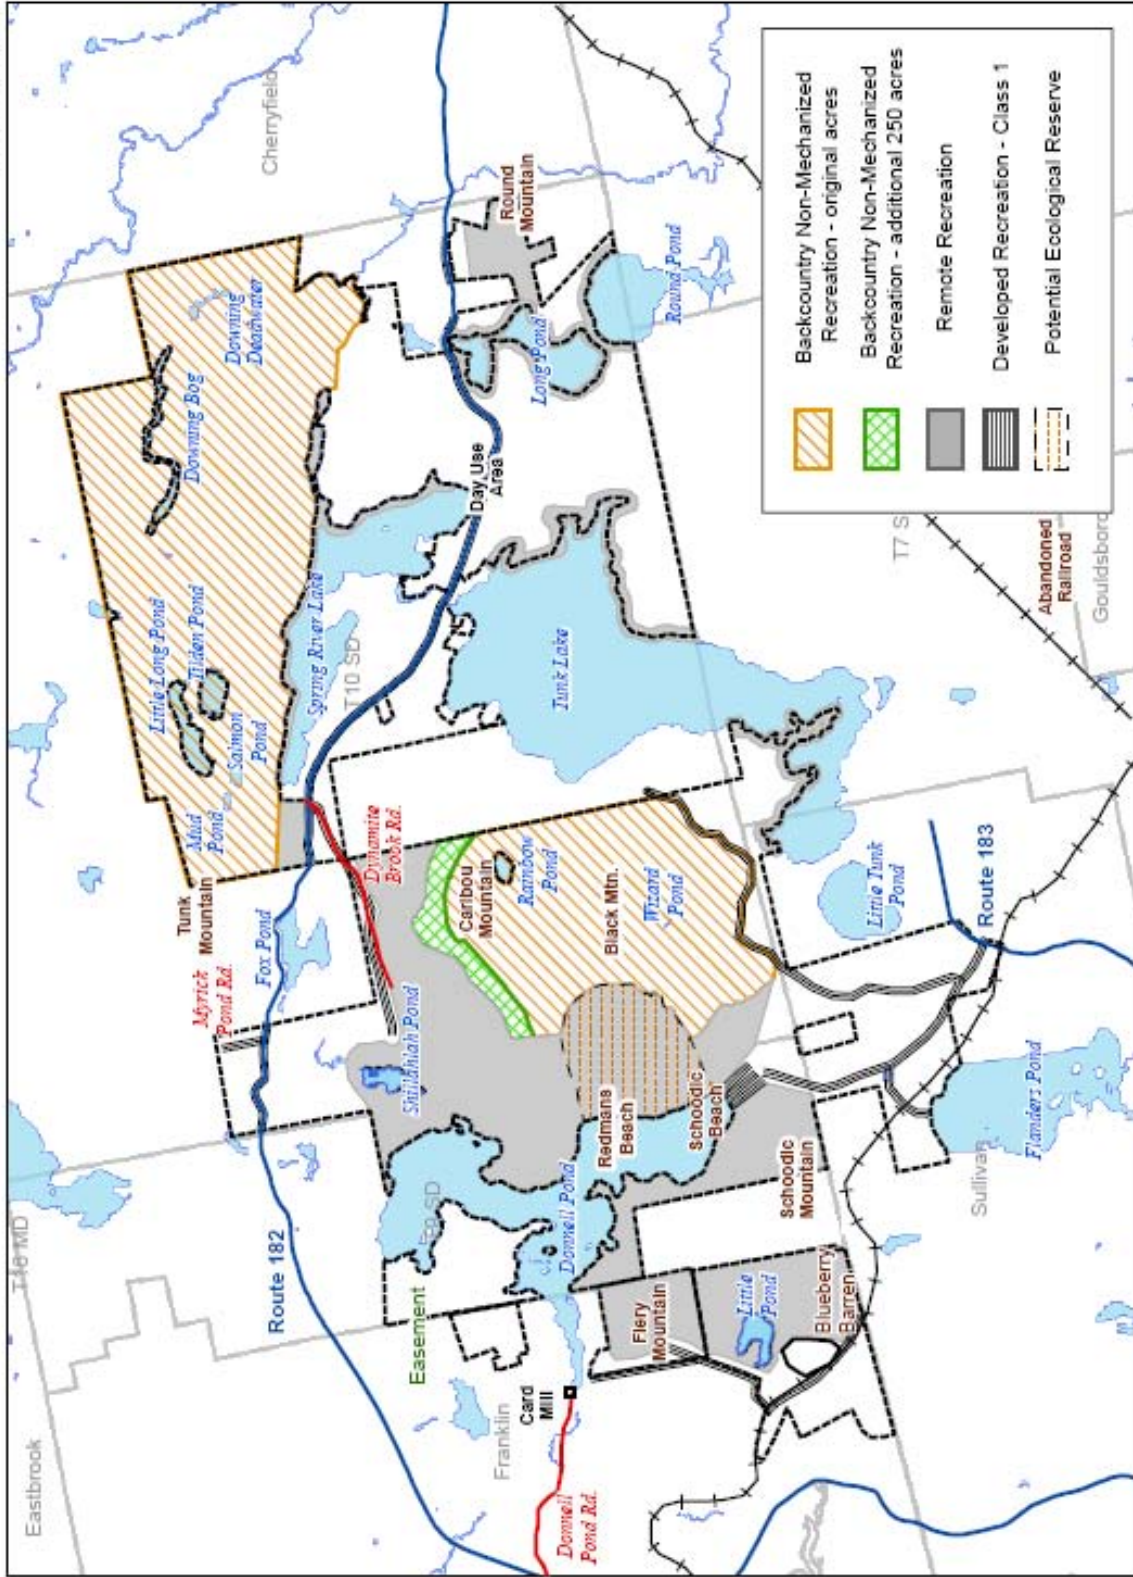 Eastbrook
T16 MD
Route 182
Easement
Franklin
Card
Mill
Donnell
Pond Rd.
T9 SD
Donnell Pond
Flery
Mountain
Little
Pond
Blueberry
Barren
Schoodic
Mountain
Sullivan
Flanders Pond
Redmans
Beach
Schoodic
Beach
Shillahlah Pond
Myrick
Pond Rd.
Fox Pond
Tunk
Mountain
Dynamite
Brook Rd.
Caribou
Mountain
Rainbow
Pond
Black Mtn.
Wizard
Pond
Little Tunk
Pond
Route 183
Mud
Pond
Salmon
Pond
Little Long Pond
Tilden Pond
Spring River Lake
T10 SD
Tunk Lake
Downing Bog
Downing
Deadwater
Day Use
Area
Long Pond
Round Pond
Round
Mountain
Cherryfield
T7 S
Abandoned
Railroad
Gouldsboro
Backcountry Non-Mechanized
Recreation - original acres
Backcountry Non-Mechanized
Recreation - additional 250 acres
Remote Recreation
Developed Recreation - Class 1
Potential Ecological Reserve